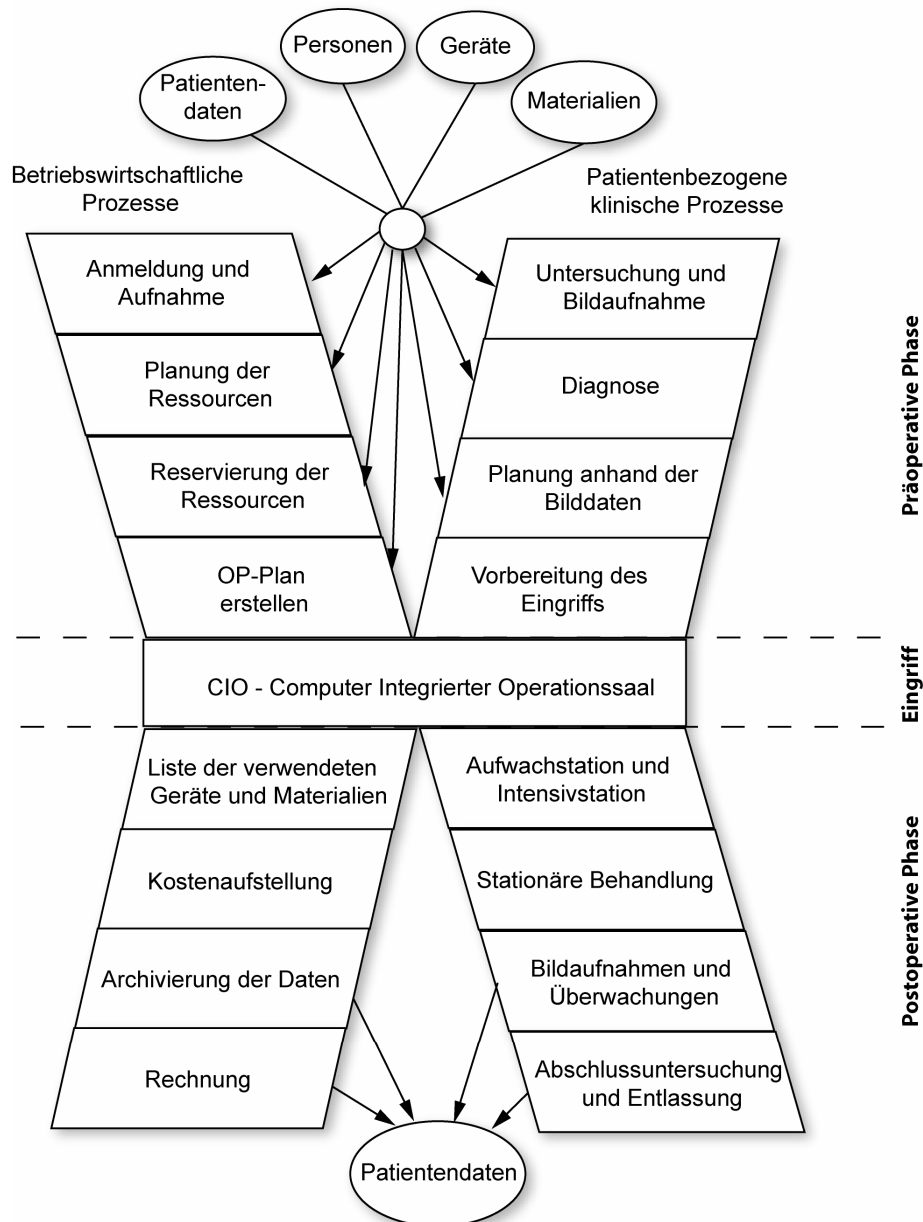 Personen
Geräte
Patienten-
daten
Materialien
Betriebswirtschaftliche
Prozesse
Patientenbezogene
klinische Prozesse
Anmeldung und
Aufnahme
Planung der
Ressourcen
Reservierung der
Ressourcen
OP-Plan
erstellen
Untersuchung und
Bildaufnahme
Diagnose
Planung anhand der
Bilddaten
Vorbereitung des
Eingriffs
Präoperative Phase
CIO - Computer Integrierter Operationssaal
Eingriff
Liste der verwendeten
Geräte und Materialien
Kostenaufstellung
Archivierung der Daten
Rechnung
Aufwachstation und
Intensivstation
Stationäre Behandlung
Bildaufnahmen und
Überwachungen
Abschlussuntersuchung
und Entlassung
Postoperative Phase
Patientendaten